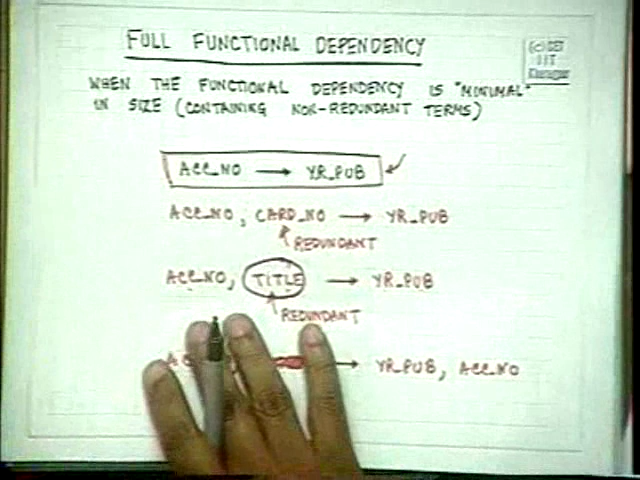 FULL FUNCTIONAL DEPENDENCY
(C) CET
I I T
Kharagpur
WHEN THE FUNCTIONAL DEPENDENCY IS "MINIMAL"
IN SIZE (CONTAINING NON-REDUNDANT TERMS)
ACC_NO → YR_PUB
ACC_NO, CARD_NO → YR_PUB
REDUNDANT
ACC_NO, TITLE → YR_PUB
REDUNDANT
→ YR_PUB, ACC_NO